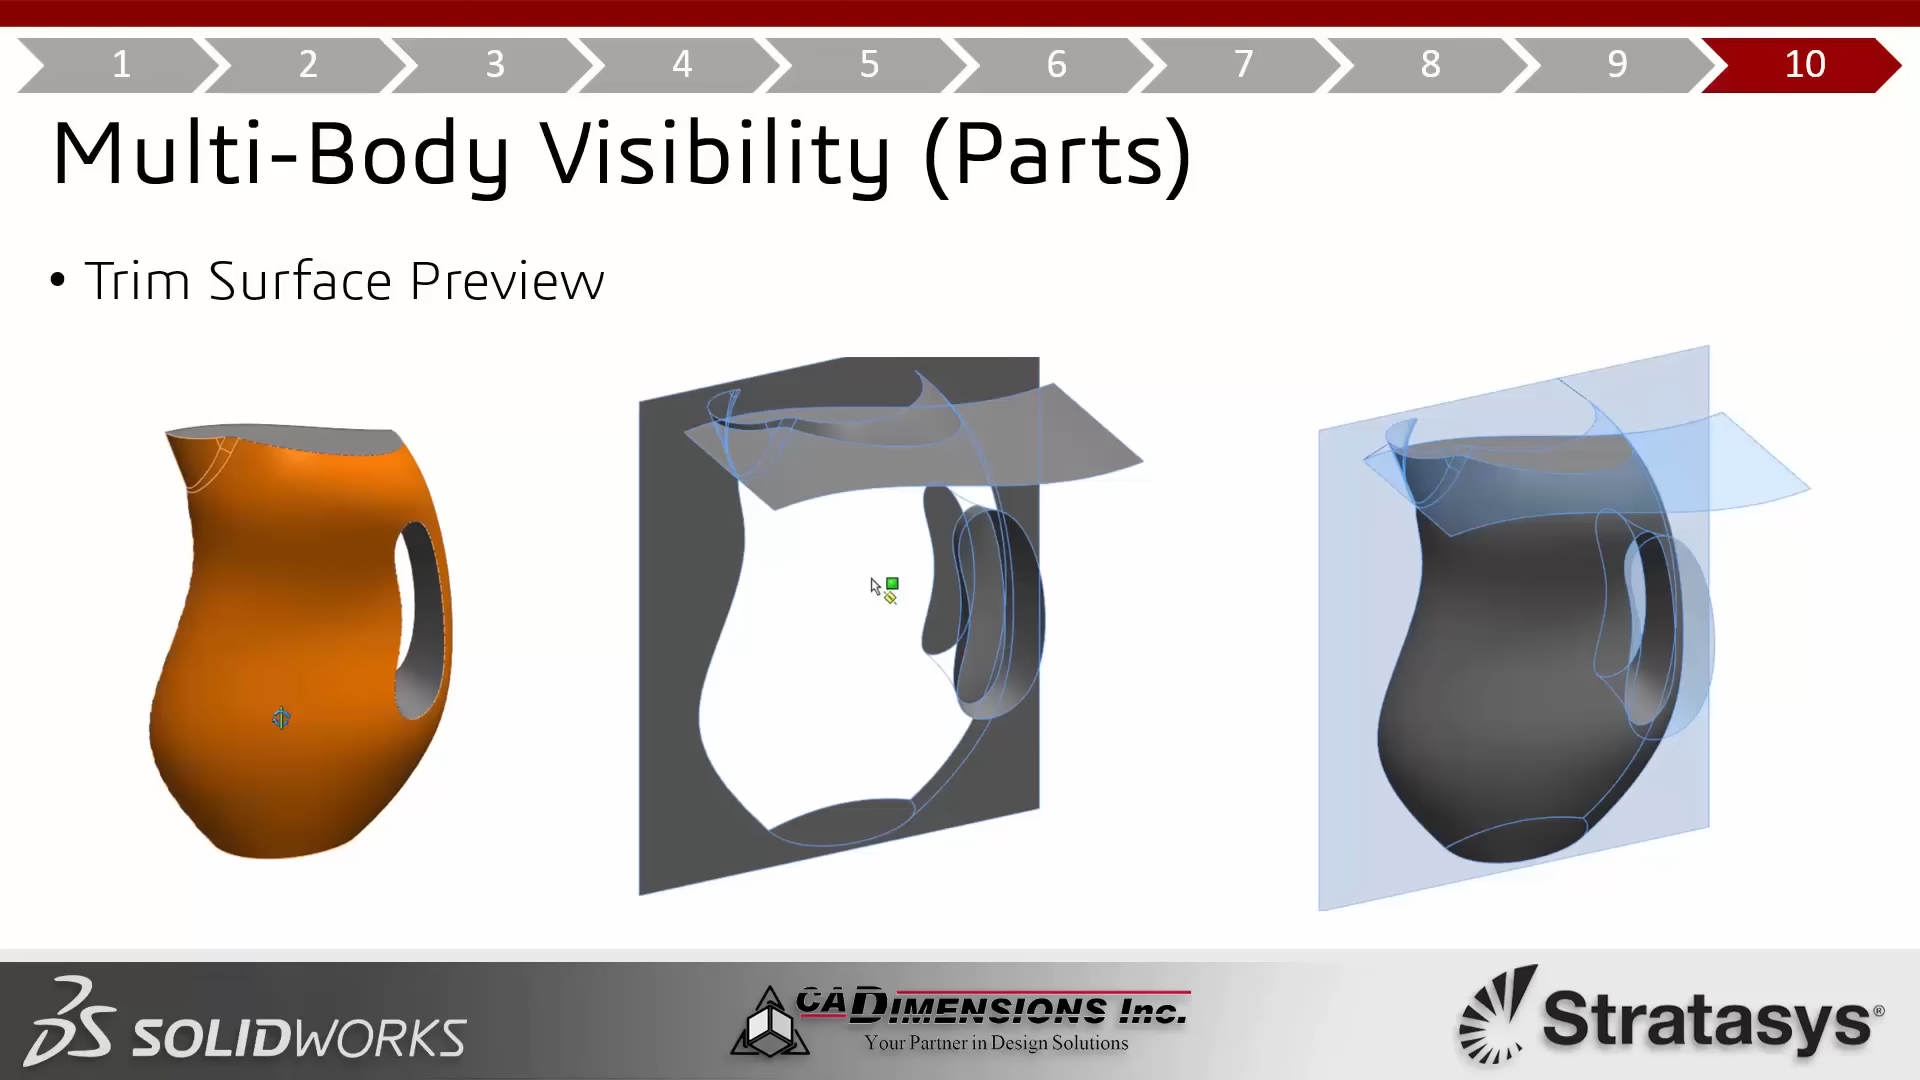 1 2 3 4 5 6 7 8 9 10
Multi-Body Visibility (Parts)
• Trim Surface Preview
3DS SOLIDWORKS
CADIMENSIONS Inc.
Your Partner in Design Solutions
Stratasys®